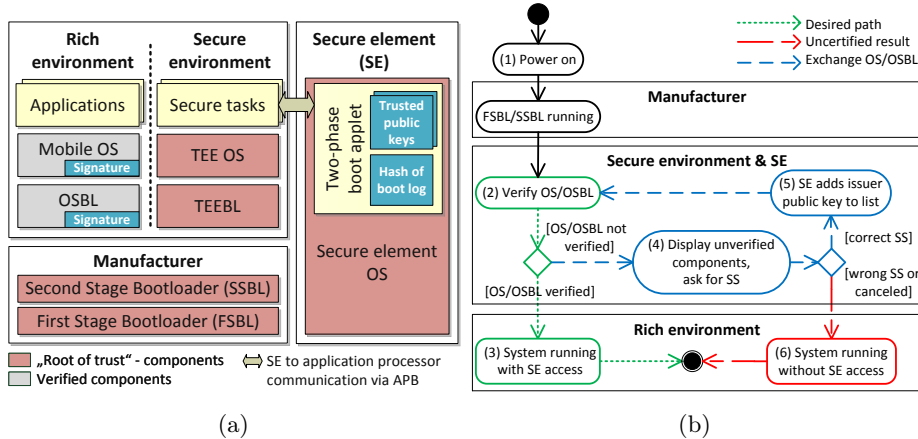 Rich
environment
Secure
environment
Secure element
(SE)
Applications
Secure tasks
Mobile OS
Signature
TEE OS
OSBL
Signature
TEEBL
Two-phase
boot applet
Trusted
public
keys
Hash of
boot log
Secure element
OS
Manufacturer
Second Stage Bootloader (SSBL)
First Stage Bootloader (FSBL)
„Root of trust“ - components
Verified components
SE to application processor
communication via APB
(a)
Desired path
Uncertified result
Exchange OS/OSBL
(1) Power on
Manufacturer
FSBL/SSBL
running
Secure environment & SE
(2) Verify OS/OSBL
(5) SE adds issuer
public key to list
[OS/OSBL not
verified]
(4) Display unverified
components,
ask for SS
[correct SS]
[wrong SS or
canceled]
[OS/OSBL verified]
Rich environment
(3) System running
with SE access
(6) System running
without SE access
(b)